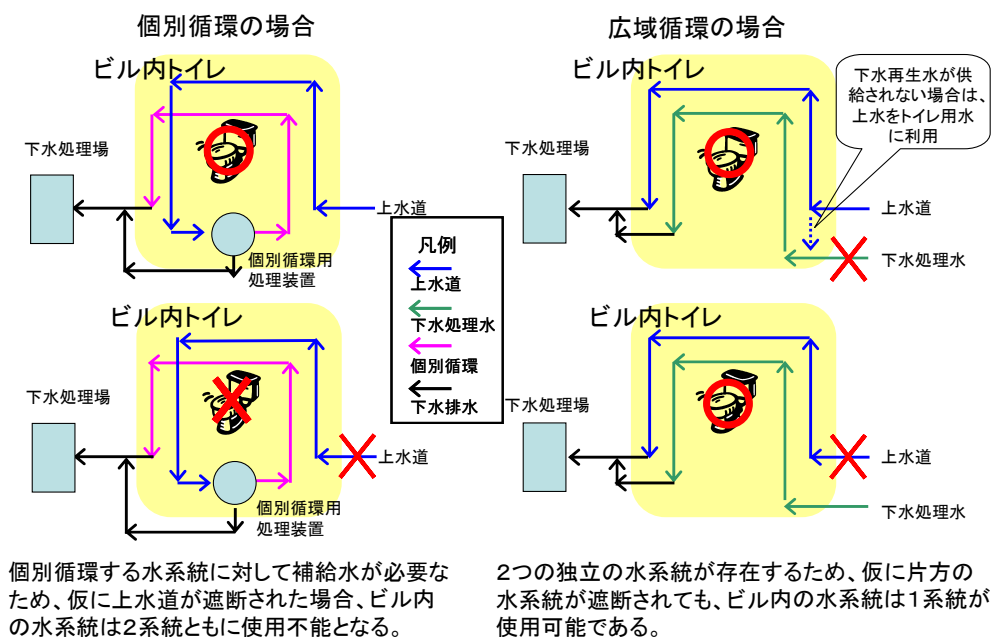 個別循環の場合
ビル内トイレ
下水処理場
上水道
個別循環用
処理装置
ビル内トイレ
下水処理場
上水道
個別循環用
処理装置
個別循環する水系統に対して補給水が必要な
ため、仮に上水道が遮断された場合、ビル内
の水系統は2系統ともに使用不能となる。
凡例
上水道
下水処理水
個別循環
下水排水
広域循環の場合
ビル内トイレ
下水再生水が供
給されない場合は、
上水をトイレ用水
に利用
下水処理場
上水道
下水処理水
ビル内トイレ
下水処理場
上水道
下水処理水
2つの独立の水系統が存在するため、仮に片方の
水系統が遮断されても、ビル内の水系統は1系統が
使用可能である。